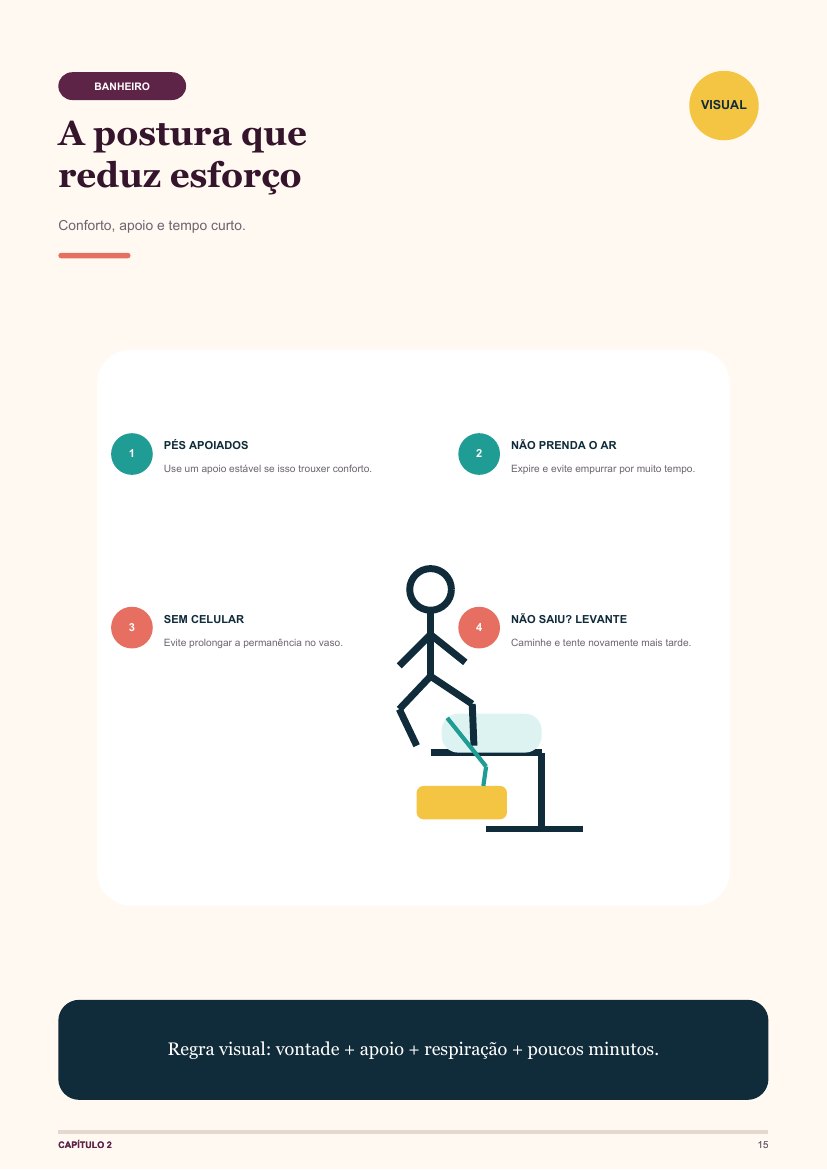 BANHEIRO
VISUAL
A postura que
reduz esforço
Conforto, apoio e tempo curto.
1
PÉS APOIADOS
Use um apoio estável se isso trouxer conforto.
2
NÃO PRENDA O AR
Expire e evite empurrar por muito tempo.
3
SEM CELULAR
Evite prolongar a permanência no vaso.
4
NÃO SAIU? LEVANTE
Caminhe e tente novamente mais tarde.
Regra visual: vontade + apoio + respiração + poucos minutos.
CAPÍTULO 2
15